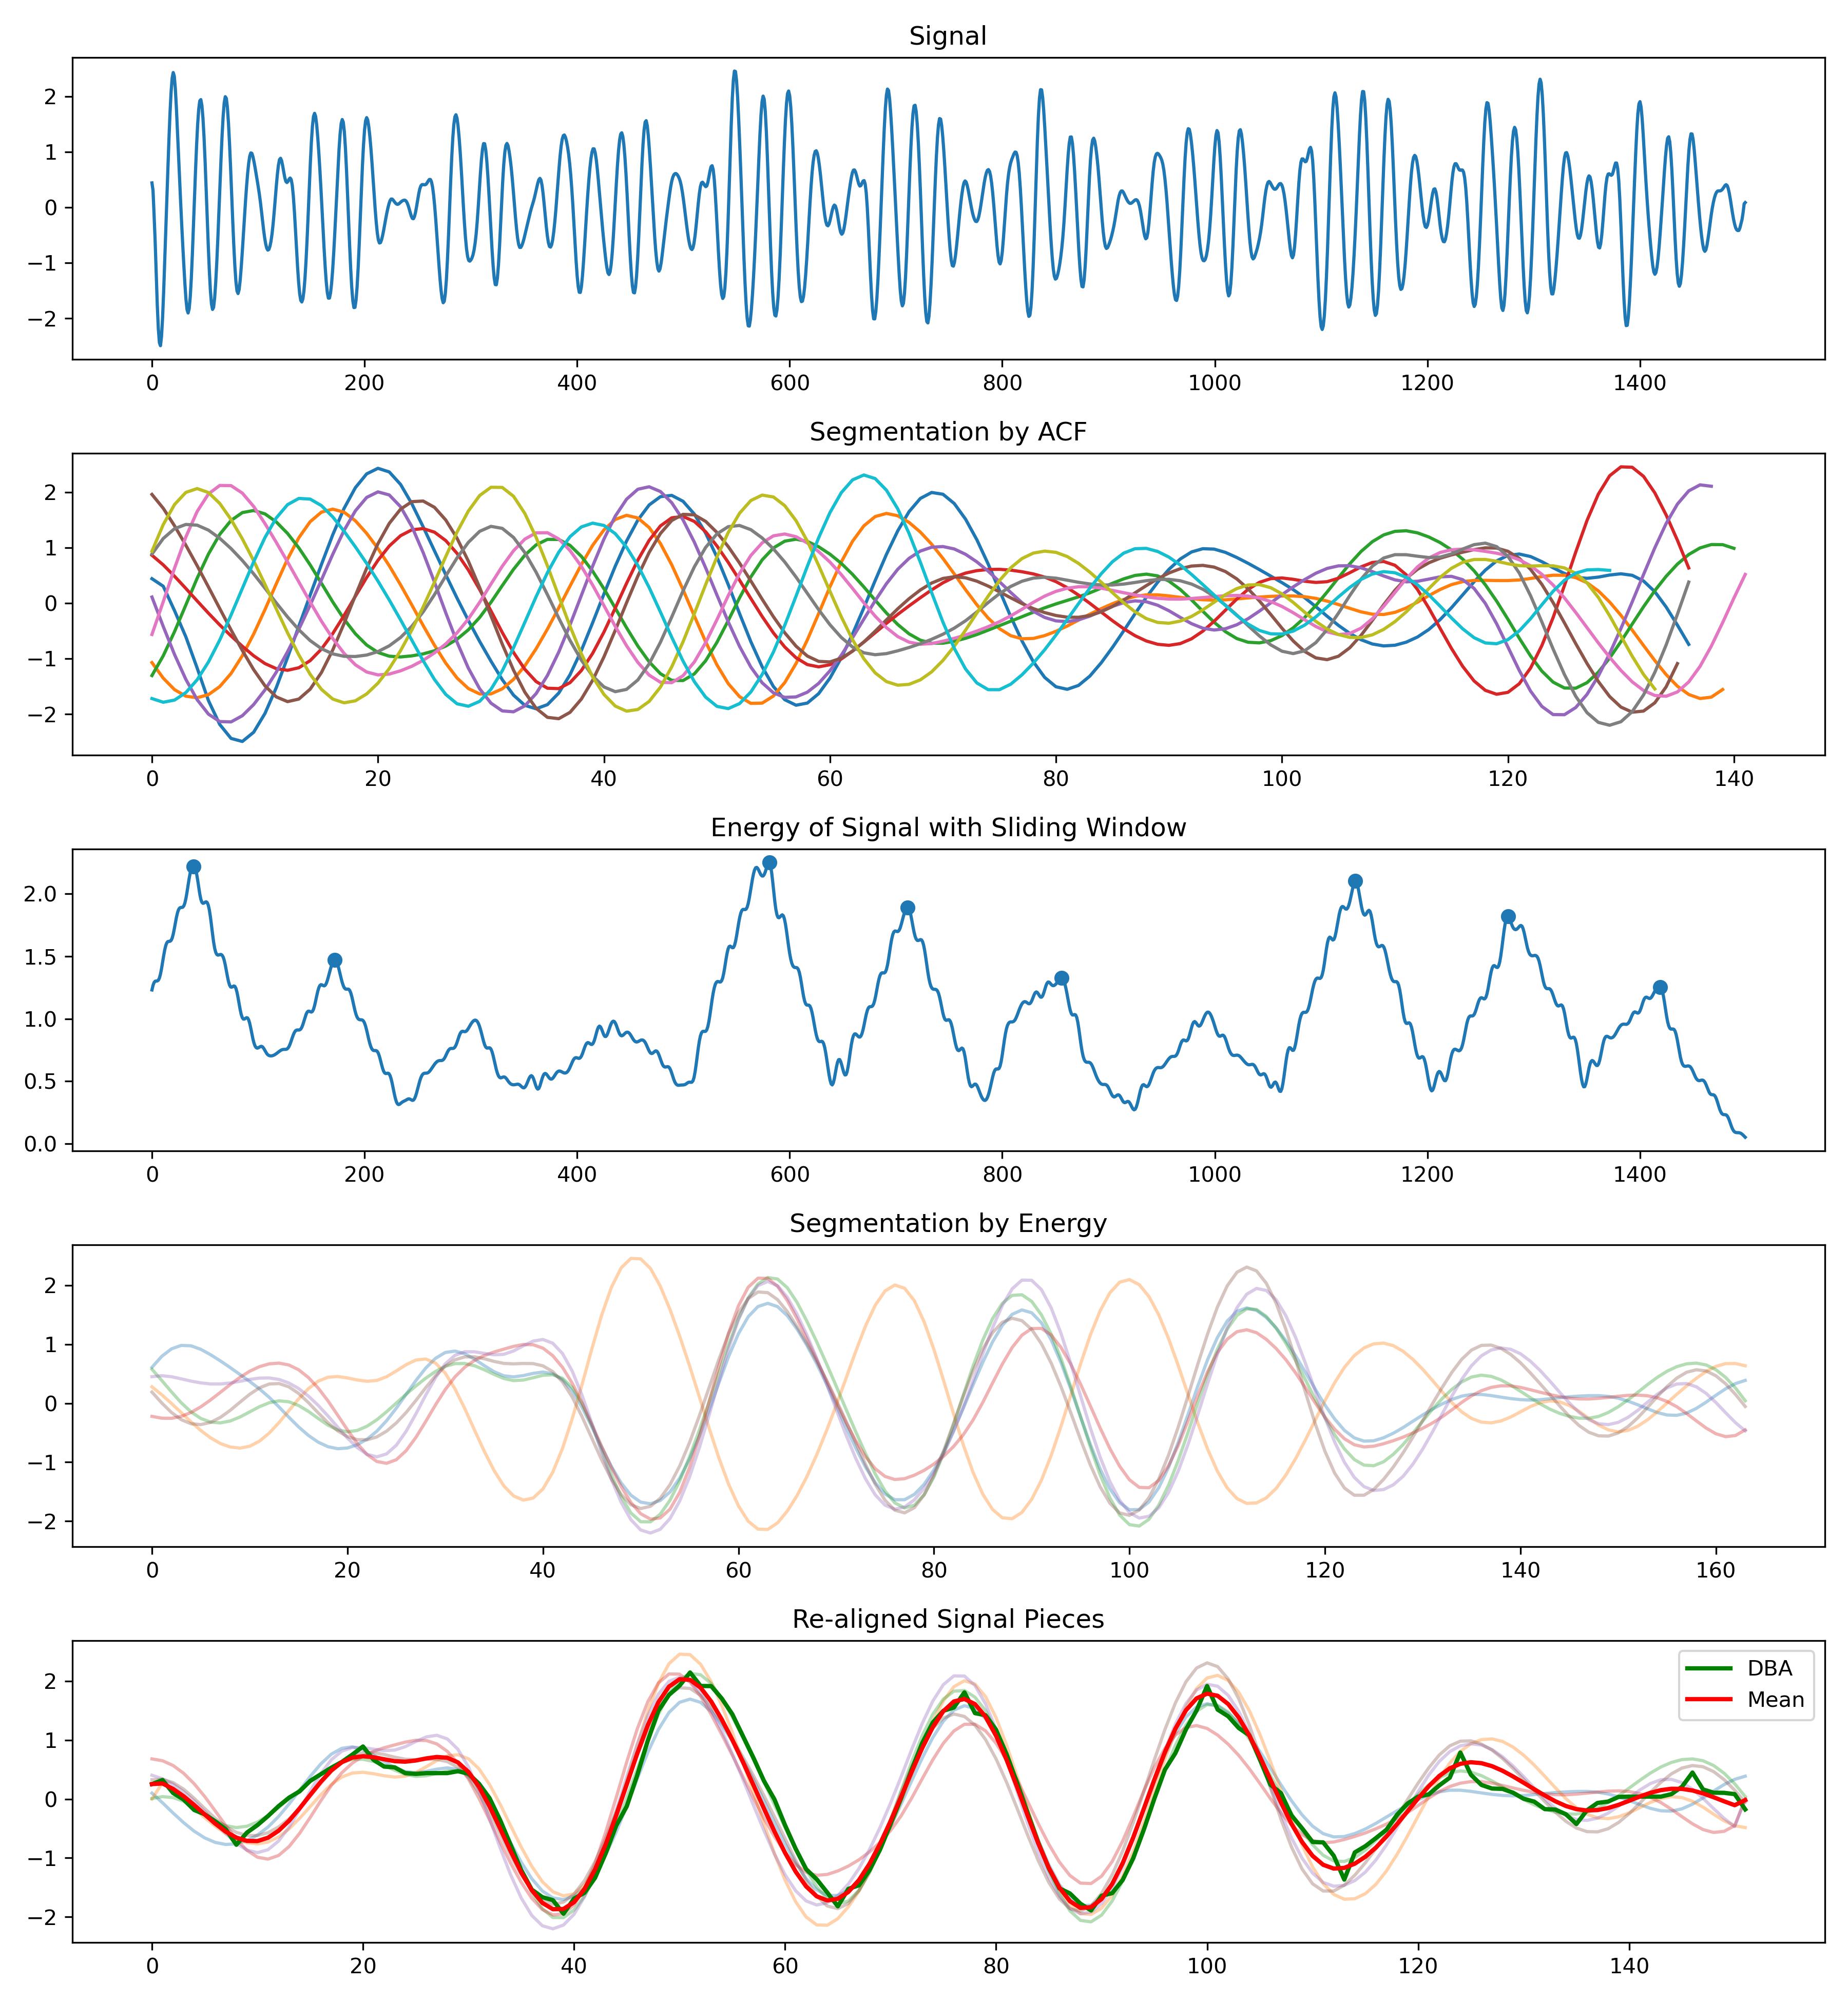 Signal
2
1
0
−1
−2
0 200 400 600 800 1000 1200 1400
Segmentation by ACF
2
1
0
−1
−2
0 20 40 60 80 100 120 140
Energy of Signal with Sliding Window
2.0
1.5
1.0
0.5
0.0
0 200 400 600 800 1000 1200 1400
Segmentation by Energy
2
1
0
−1
−2
0 20 40 60 80 100 120 140 160
Re-aligned Signal Pieces
DBA
Mean
2
1
0
−1
−2
0 20 40 60 80 100 120 140